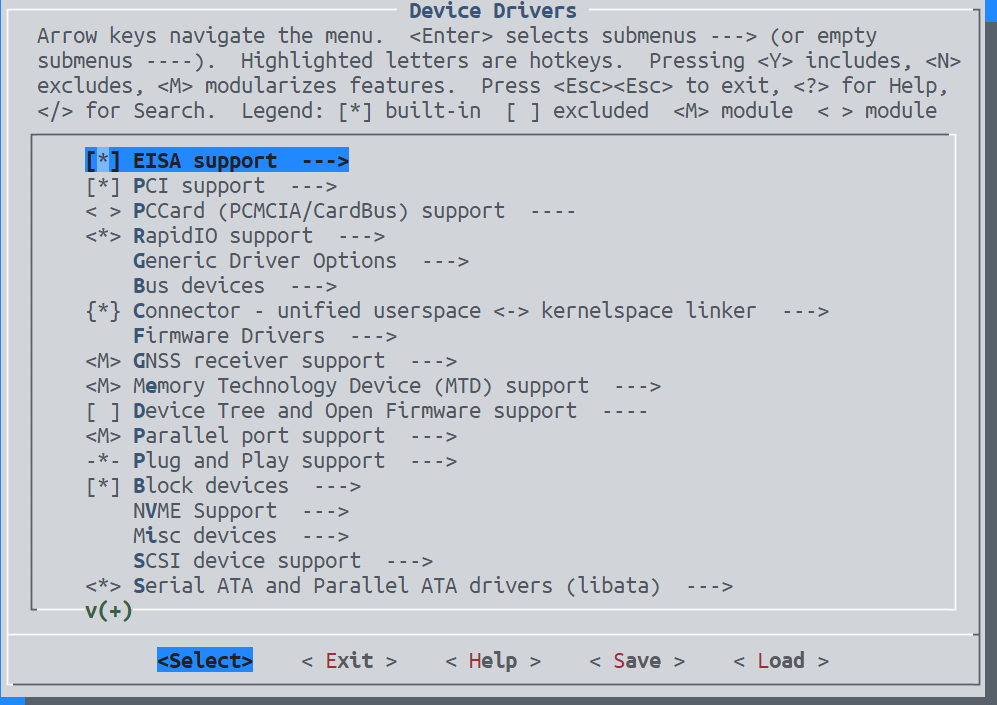 Device Drivers
Arrow keys navigate the menu.  <Enter> selects submenus ---> (or empty
submenus ----).  Highlighted letters are hotkeys.  Pressing <Y> includes, <N>
excludes, <M> modularizes features.  Press <Esc><Esc> to exit, <?> for Help,
</> for Search.  Legend: [*] built-in  [ ] excluded  <M> module  < > module
[*] EISA support  --->
[*] PCI support  --->
< > PCCard (PCMCIA/CardBus) support  ----
<*> RapidIO support  --->
Generic Driver Options  --->
Bus devices  --->
{*} Connector - unified userspace <-> kernelspace linker  --->
Firmware Drivers  --->
<M> GNSS receiver support  --->
<M> Memory Technology Device (MTD) support  --->
[ ] Device Tree and Open Firmware support  ----
<M> Parallel port support  --->
-*- Plug and Play support  --->
[*] Block devices  --->
NVME Support  --->
Misc devices  --->
SCSI device support  --->
<*> Serial ATA and Parallel ATA drivers (libata)  --->
v(+)
<Select>    < Exit >    < Help >    < Save >    < Load >